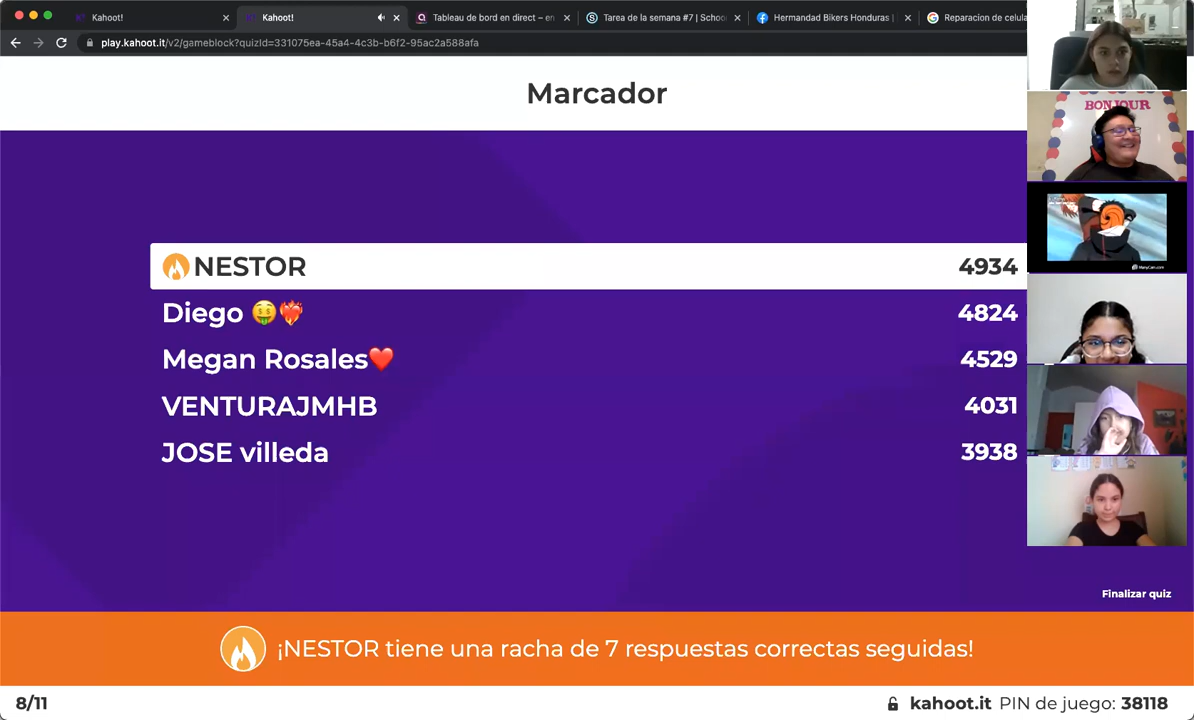 Kahoot!
Kahoot!
Tableau de bord en direct – en
Tarea de la semana #7 | Schoo
Hermandad Bikers Honduras |
Reparacion de celula
play.kahoot.it/v2/gameblock?quizId=331075ea-45a4-4c3b-b6f2-95ac2a588afa
Marcador
BONJOUR
ManyCam.com
NESTOR 4934
Diego 🤑❤️‍🔥 4824
Megan Rosales❤️ 4529
VENTURAJMHB 4031
JOSE villeda 3938
Finalizar quiz
¡NESTOR tiene una racha de 7 respuestas correctas seguidas!
8/11
kahoot.it PIN de juego: 38118